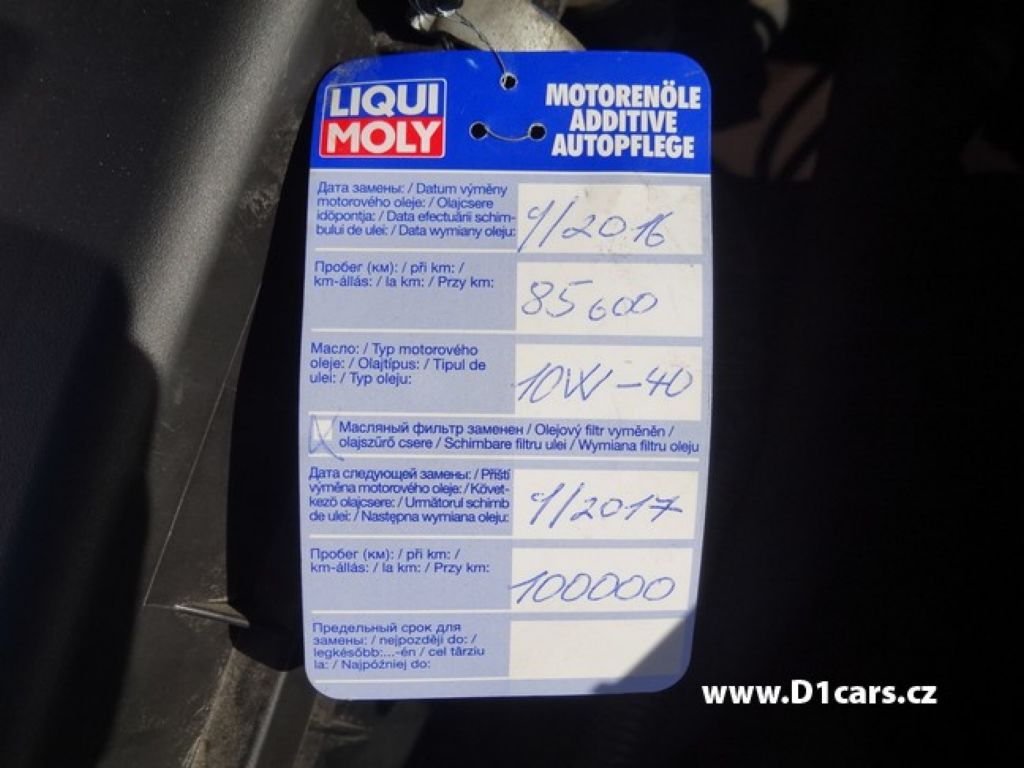 LIQUI
MOLY
MOTORENÖLE
ADDITIVE
AUTOPFLEGE
Дата замены: / Datum výměny
motorového oleje: / Olajcsere
időpontja: / Data efectuării schim-
bului de ulei: / Data wymiany oleju:
9/2016
Пробег (км): / při km: /
km-állás: / la km: / Przy km:
85600
Масло: / Typ motorového
oleje: / Olajtípus: / Tipul de
ulei: / Typ oleju:
10W-40
Масляный фильтр заменен / Olejový filtr vyměněn /
olajszűrő csere / Schimbare filtru ulei / Wymiana filtru oleju
Дата следующей замены: / Příští
výměna motorového oleje: / Követ-
kező olajcsere: / Următorul schimb
de ulei: / Następna wymiana oleju:
9/2017
Пробег (км): / při km: /
km-állás: / la km: / Przy km:
100000
Предельный срок для
замены: / nejpozději do: /
legkésőbb:...-én / cel târziu
la: / Najpóźniej do:
www.D1cars.cz